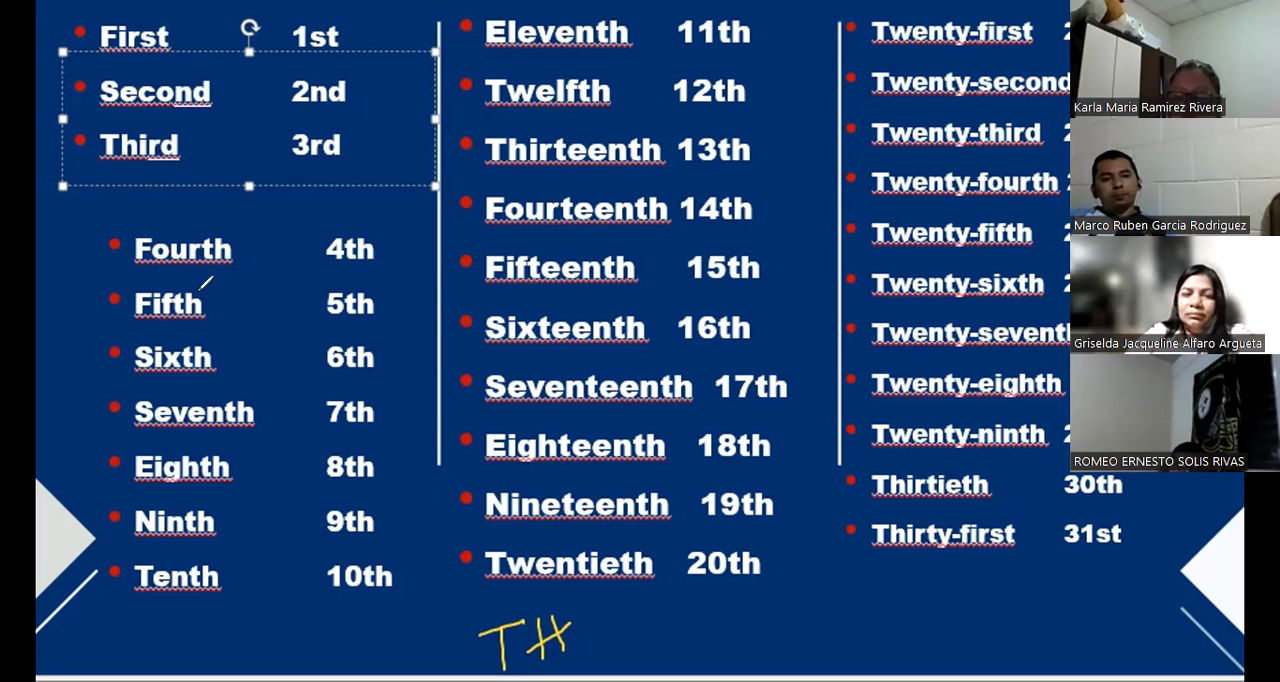 First 1st
Second 2nd
Third 3rd
Fourth 4th
Fifth 5th
Sixth 6th
Seventh 7th
Eighth 8th
Ninth 9th
Tenth 10th
Eleventh 11th
Twelfth 12th
Thirteenth 13th
Fourteenth 14th
Fifteenth 15th
Sixteenth 16th
Seventeenth 17th
Eighteenth 18th
Nineteenth 19th
Twentieth 20th
TH
Twenty-first
Twenty-second
Twenty-third
Twenty-fourth
Twenty-fifth
Twenty-sixth
Twenty-sevent
Twenty-eighth
Twenty-ninth
Thirtieth 30th
Thirty-first 31st
Karla Maria Ramirez Rivera
Marco Ruben Garcia Rodriguez
Griselda Jacqueline Alfaro Argueta
ROMEO ERNESTO SOLIS RIVAS